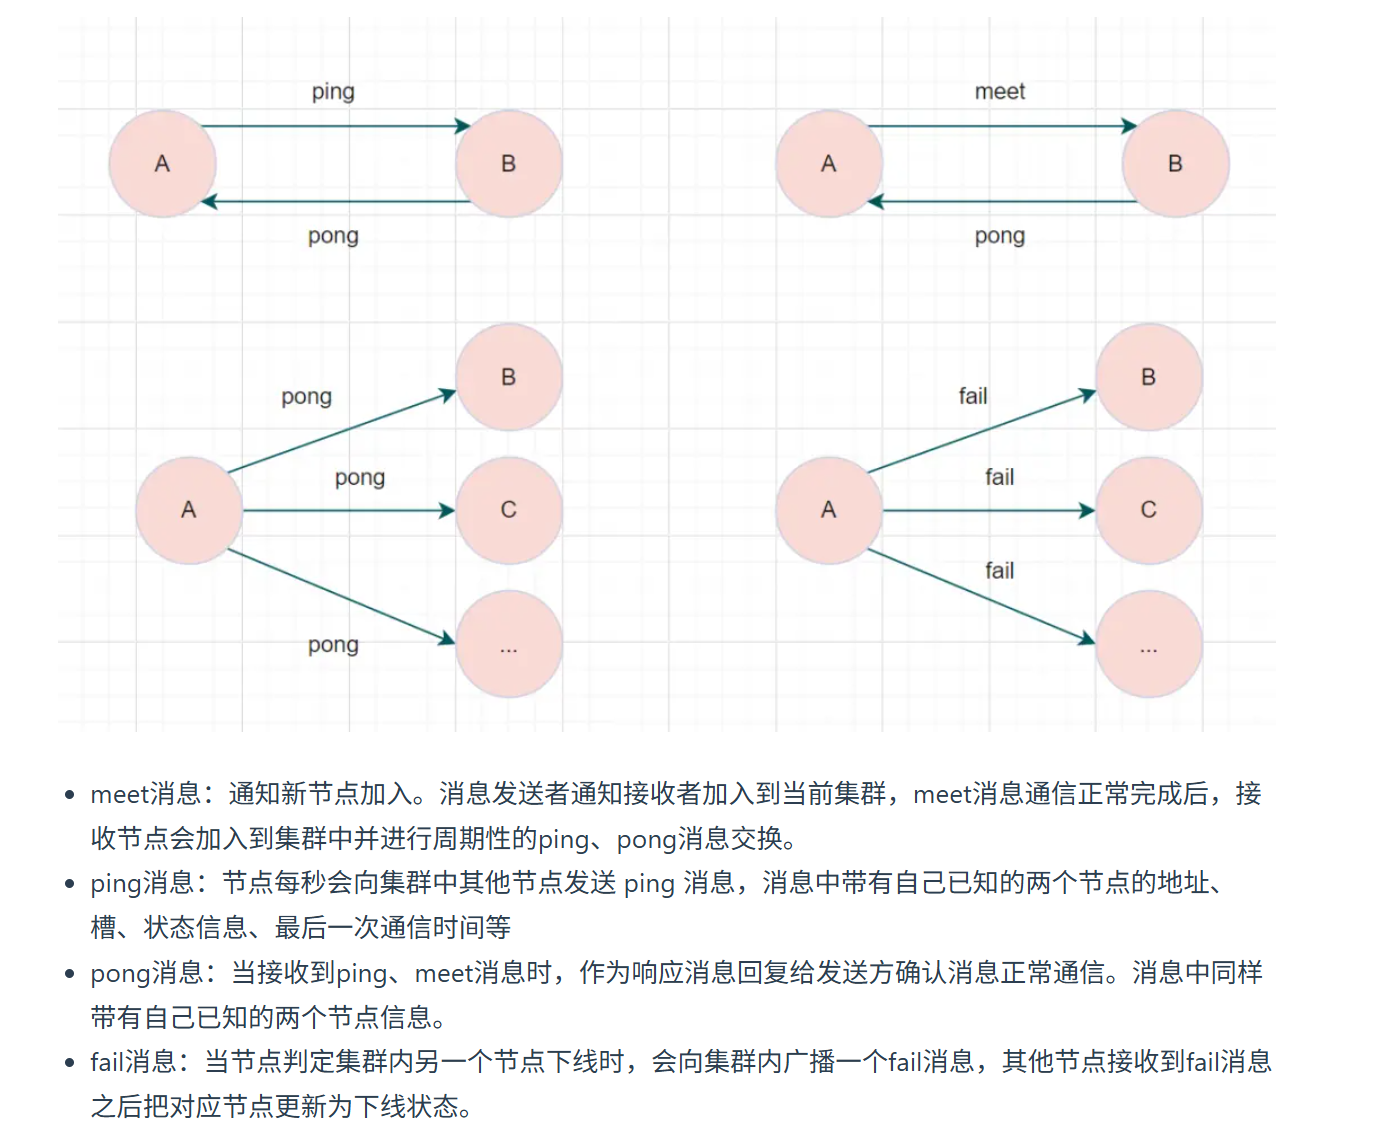 ping
meet
A
B
A
B
pong
pong
B
B
pong
fail
pong
fail
A
C
A
C
fail
pong
...
...
meet消息：通知新节点加入。消息发送者通知接收者加入到当前集群，meet消息通信正常完成后，接
收节点会加入到集群中并进行周期性的ping、pong消息交换。
ping消息：节点每秒会向集群中其他节点发送 ping 消息，消息中带有自己已知的两个节点的地址、
槽、状态信息、最后一次通信时间等
pong消息：当接收到ping、meet消息时，作为响应消息回复给发送方确认消息正常通信。消息中同样
带有自己已知的两个节点信息。
fail消息：当节点判定集群内另一个节点下线时，会向集群内广播一个fail消息，其他节点接收到fail消息
之后把对应节点更新为下线状态。